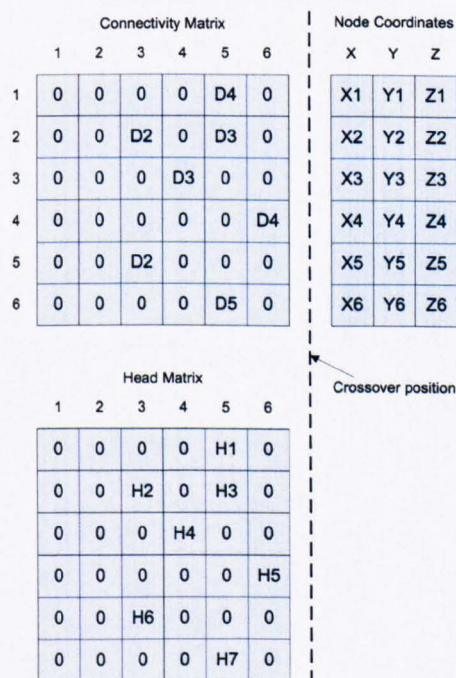 Connectivity Matrix
1 2 3 4 5 6
1 0 0 0 0 D4 0
2 0 0 D2 0 D3 0
3 0 0 0 D3 0 0
4 0 0 0 0 0 D4
5 0 0 D2 0 0 0
6 0 0 0 0 D5 0
Node Coordinates
X Y Z
X1 Y1 Z1
X2 Y2 Z2
X3 Y3 Z3
X4 Y4 Z4
X5 Y5 Z5
X6 Y6 Z6
Crossover position
Head Matrix
1 2 3 4 5 6
0 0 0 0 H1 0
0 0 H2 0 H3 0
0 0 0 H4 0 0
0 0 0 0 0 H5
0 0 H6 0 0 0
0 0 0 0 H7 0